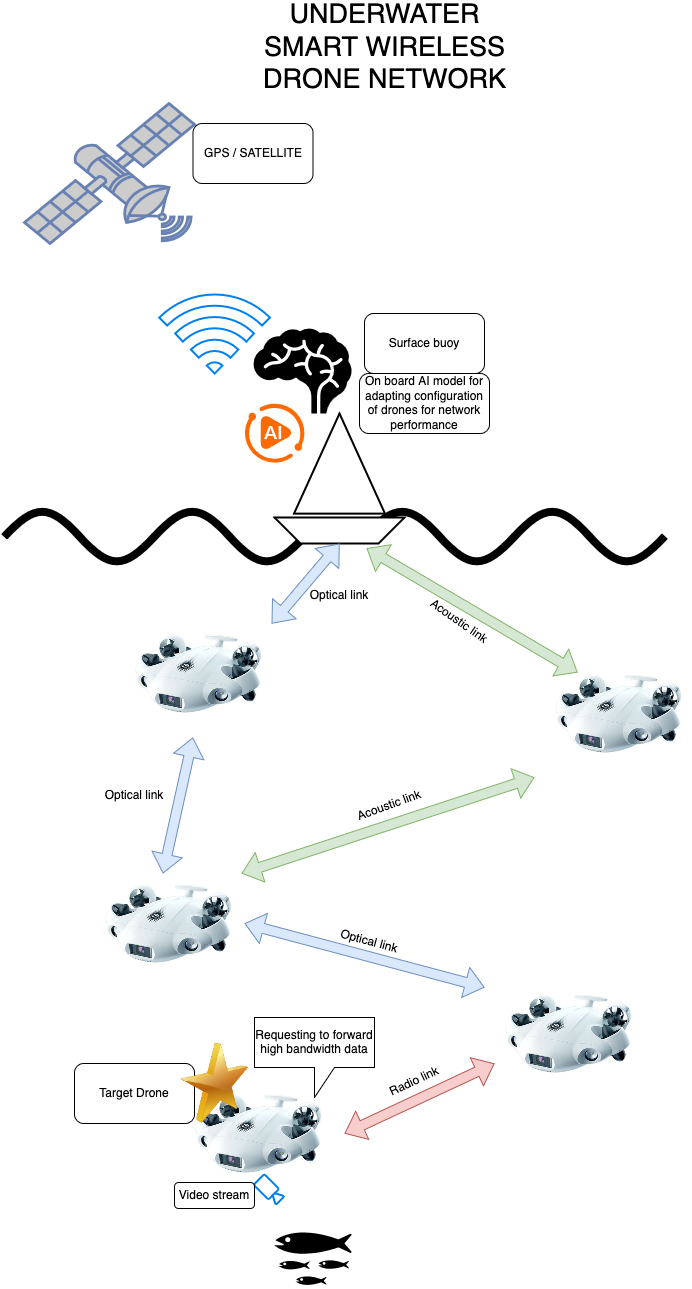 UNDERWATER
SMART WIRELESS
DRONE NETWORK
GPS / SATELLITE
Surface buoy
On board AI model for
adapting configuration
of drones for network
performance
AI
Optical link
Acoustic link
Optical link
Acoustic link
Optical link
Requesting to forward
high bandwidth data
Radio link
Target Drone
Video stream